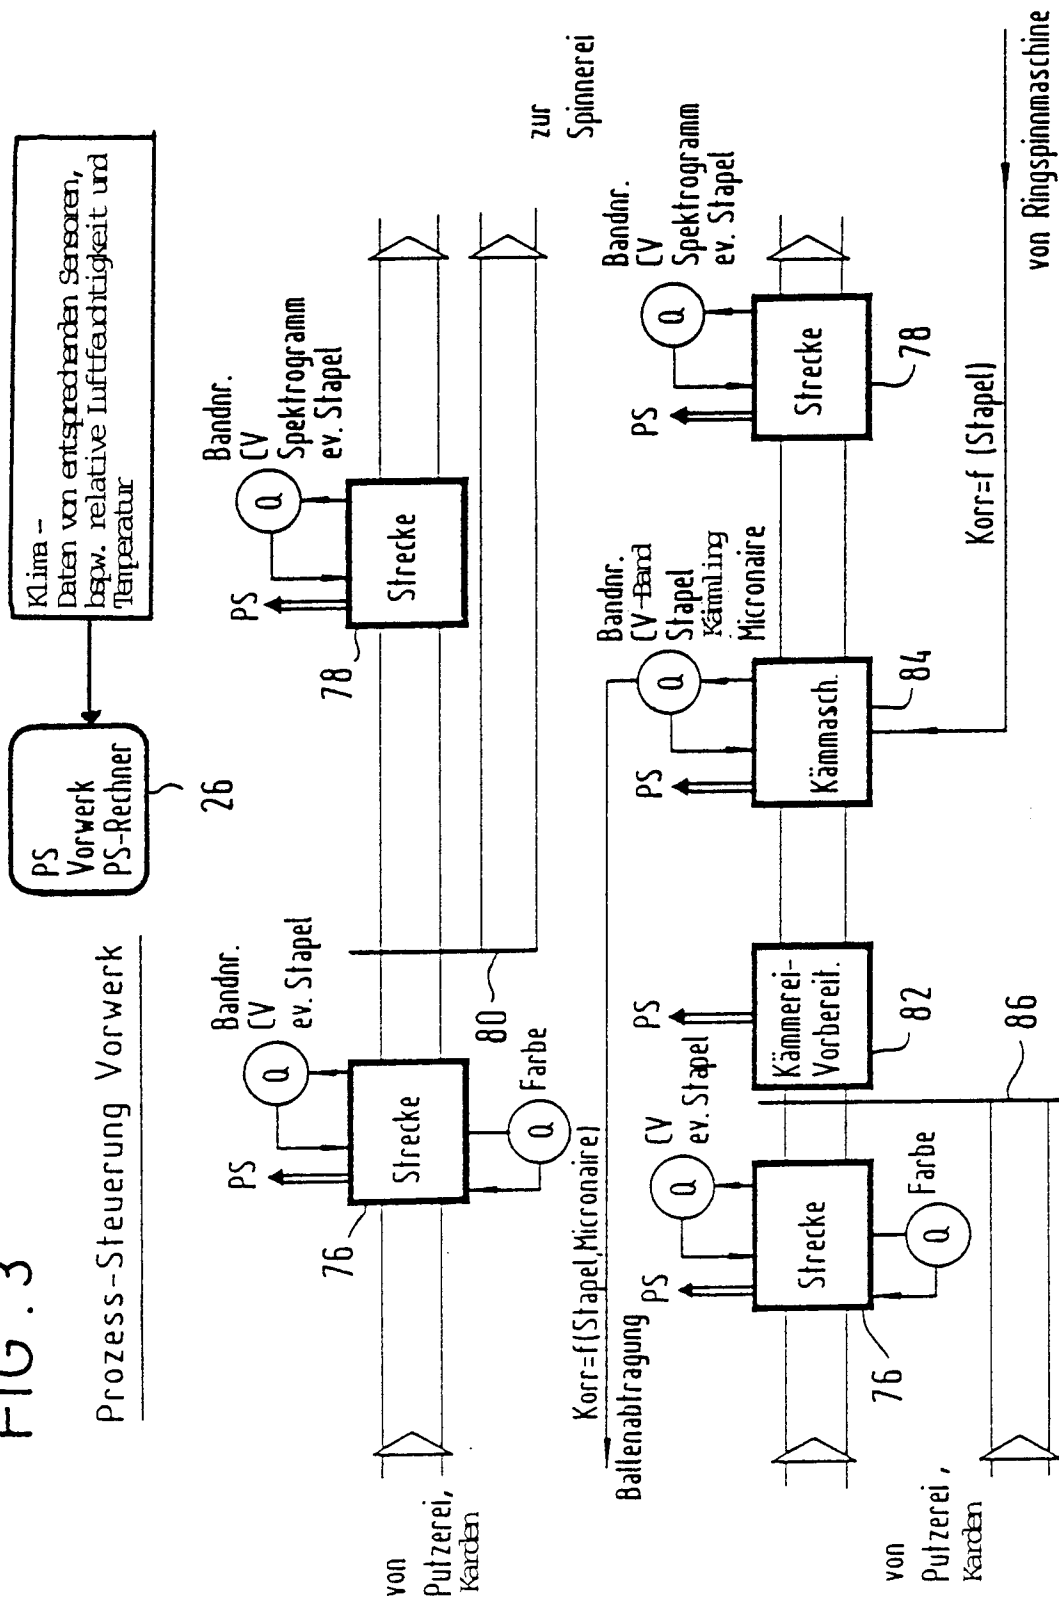 FIG. 3
Prozess-Steuerung Vorwerk
PS
Vorwerk
PS-Rechner
26
Klima -
Daten von entsprechenden Sensoren,
bspw. relative Luftfeuchtigkeit und
Temperatur
von
Putzerei,
Karden
76
PS
Strecke
Q
Bandnr.
CV
ev. Stapel
Q
Farbe
80
78
PS
Strecke
Q
Bandnr.
CV
Spektrogramm
ev. Stapel
zur
Spinnerei
Korr=f(Stapel,Micronaire)
Ballenabtragung
von
Putzerei,
Karden
76
PS
Strecke
Q
CV
ev. Stapel
Q
Farbe
86
PS
Kämmerei-
Vorbereit.
82
PS
Kämmasch.
84
Q
Bandnr.
CV-Band
Stapel
Kämmling
Micronaire
PS
Strecke
78
Q
Bandnr.
CV
Spektrogramm
ev. Stapel
Korr=f (Stapel)
von Ringspinnmaschine